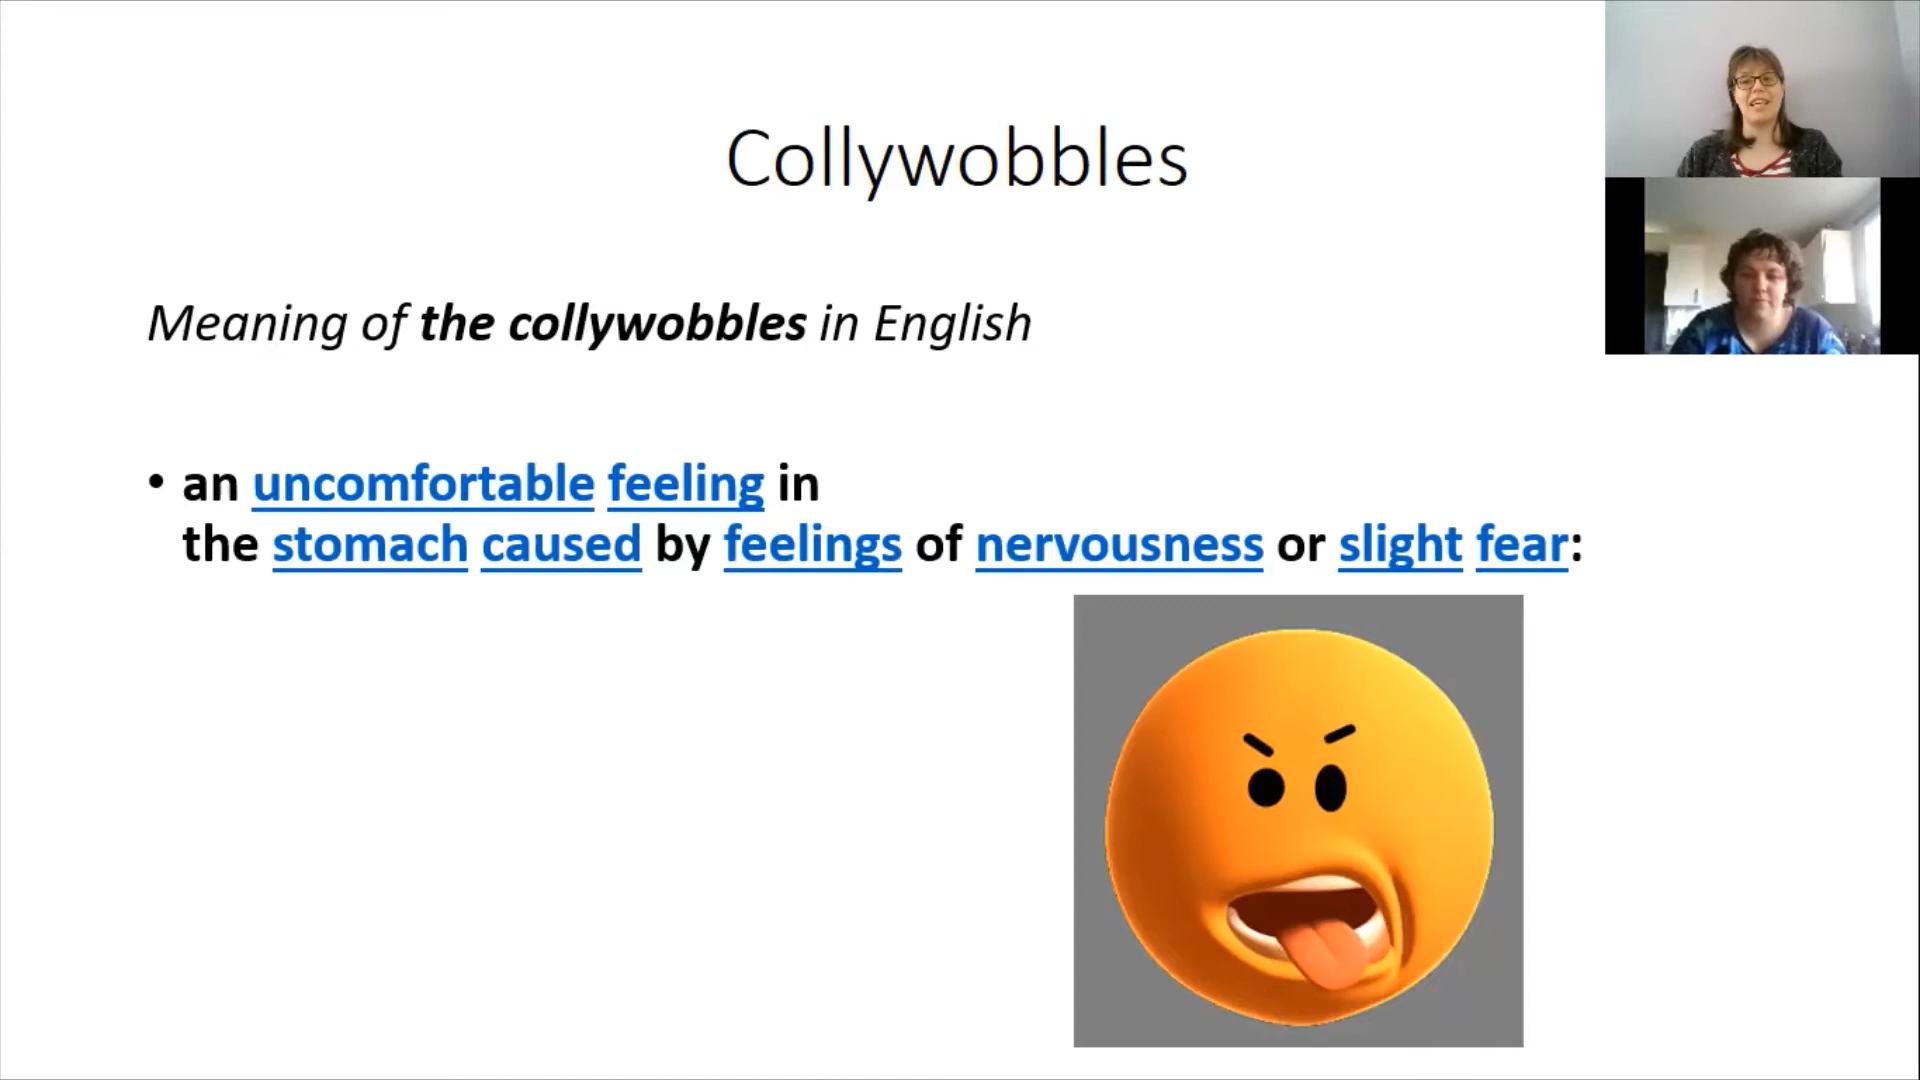 Collywobbles
Meaning of the collywobbles in English
• an uncomfortable feeling in
the stomach caused by feelings of nervousness or slight fear: